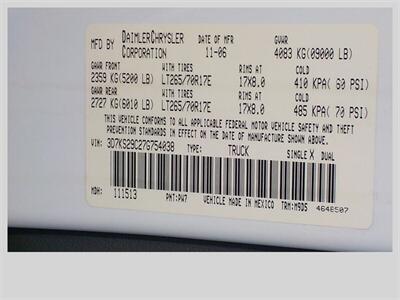 MFD BY DAIMLERCHRYSLER CORPORATION DATE OF MFR 11-06 GVWR 4083 KG(09000 LB)
GAWR FRONT WITH TIRES RIMS AT COLD
2359 KG(5200 LB) LT265/70R17E 17X8.0 410 KPA( 60 PSI)
GAWR REAR WITH TIRES RIMS AT COLD
2727 KG(6010 LB) LT265/70R17E 17X8.0 485 KPA( 70 PSI)
THIS VEHICLE CONFORMS TO ALL APPLICABLE FEDERAL MOTOR VEHICLE SAFETY AND THEFT
PREVENTION STANDARDS IN EFFECT ON THE DATE OF MANUFACTURE SHOWN ABOVE.
VIN: 3D7KS29C27G754038 TYPE: TRUCK SINGLE X DUAL
MDH: 111513 PNT:PW7 VEHICLE MADE IN MEXICO TRM:M9D5 4648507